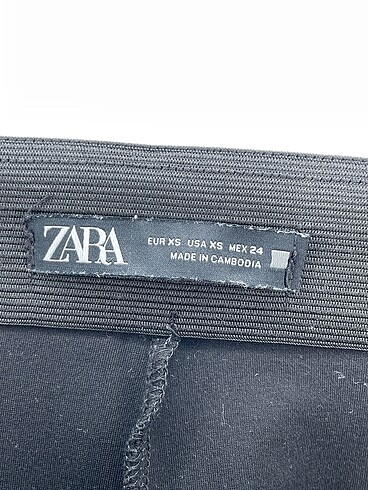 ZARA
EUR XS USA XS MEX 24
MADE IN CAMBODIA